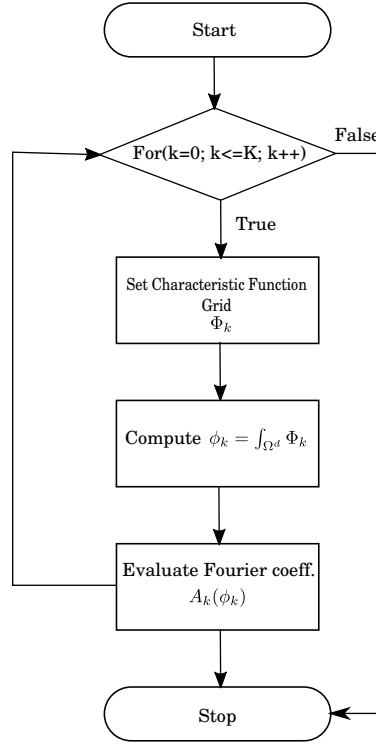 Start
For(k=0; k<=K; k++)
False
True
Set Characteristic Function
Grid
Φ_k
Compute ϕ_k = ∫_{Ω^d} Φ_k
Evaluate Fourier coeff.
A_k(ϕ_k)
Stop